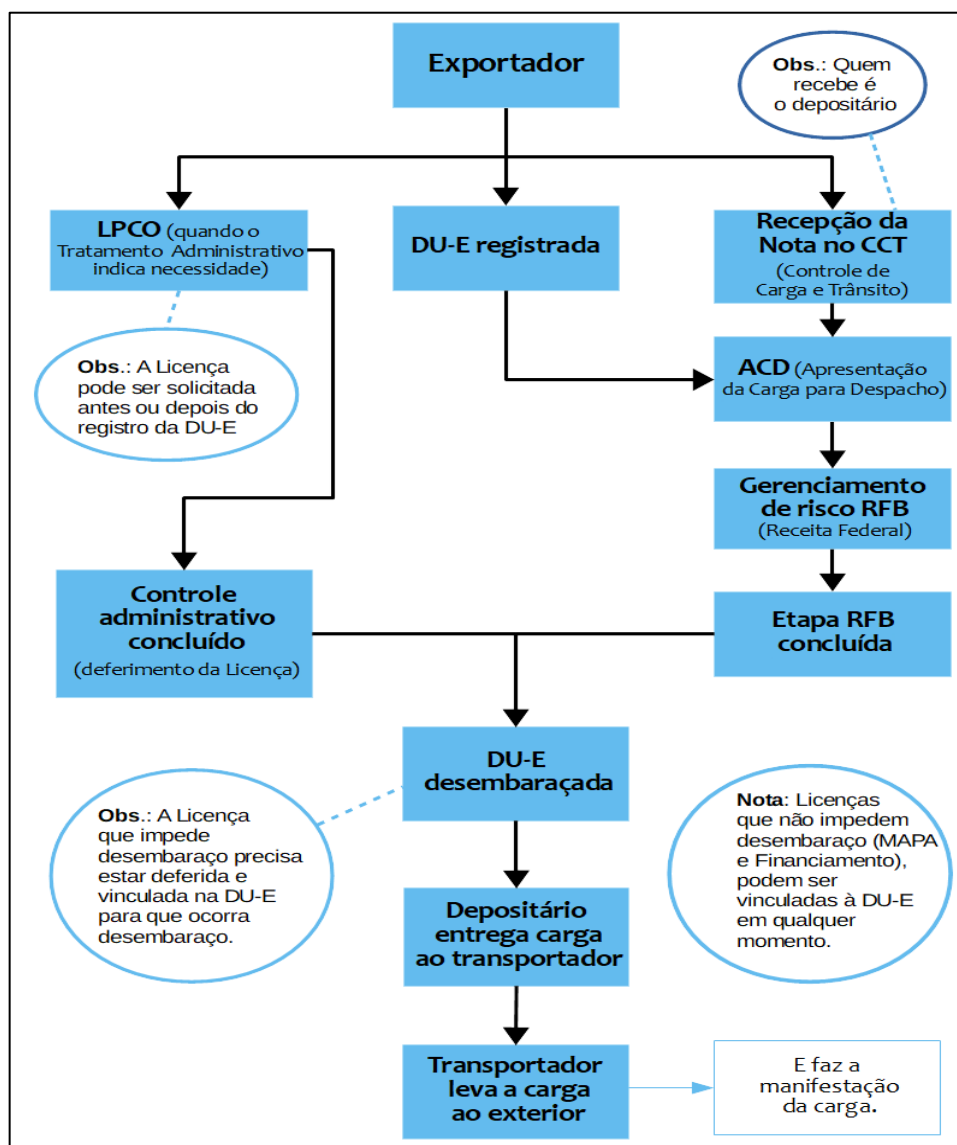 Exportador
Obs.: Quem
recebe é
o depositário
LPCO (quando o
Tratamento Administrativo
indica necessidade)
DU-E registrada
Recepção da
Nota no CCT
(Controle de
Carga e Trânsito)
Obs.: A Licença
pode ser solicitada
antes ou depois do
registro da DU-E
ACD (Apresentação
da Carga para Despacho)
Gerenciamento
de risco RFB
(Receita Federal)
Controle
administrativo
concluído
(deferimento da Licença)
Etapa RFB
concluída
DU-E
desembaraçada
Obs.: A Licença
que impede
desembaraço precisa
estar deferida e
vinculada na DU-E
para que ocorra
desembaraço.
Nota: Licenças
que não impedem
desembaraço (MAPA
e Financiamento),
podem ser
vinculadas à DU-E
em qualquer
momento.
Depositário
entrega carga
ao transportador
Transportador
leva a carga
ao exterior
E faz a
manifestação
da carga.